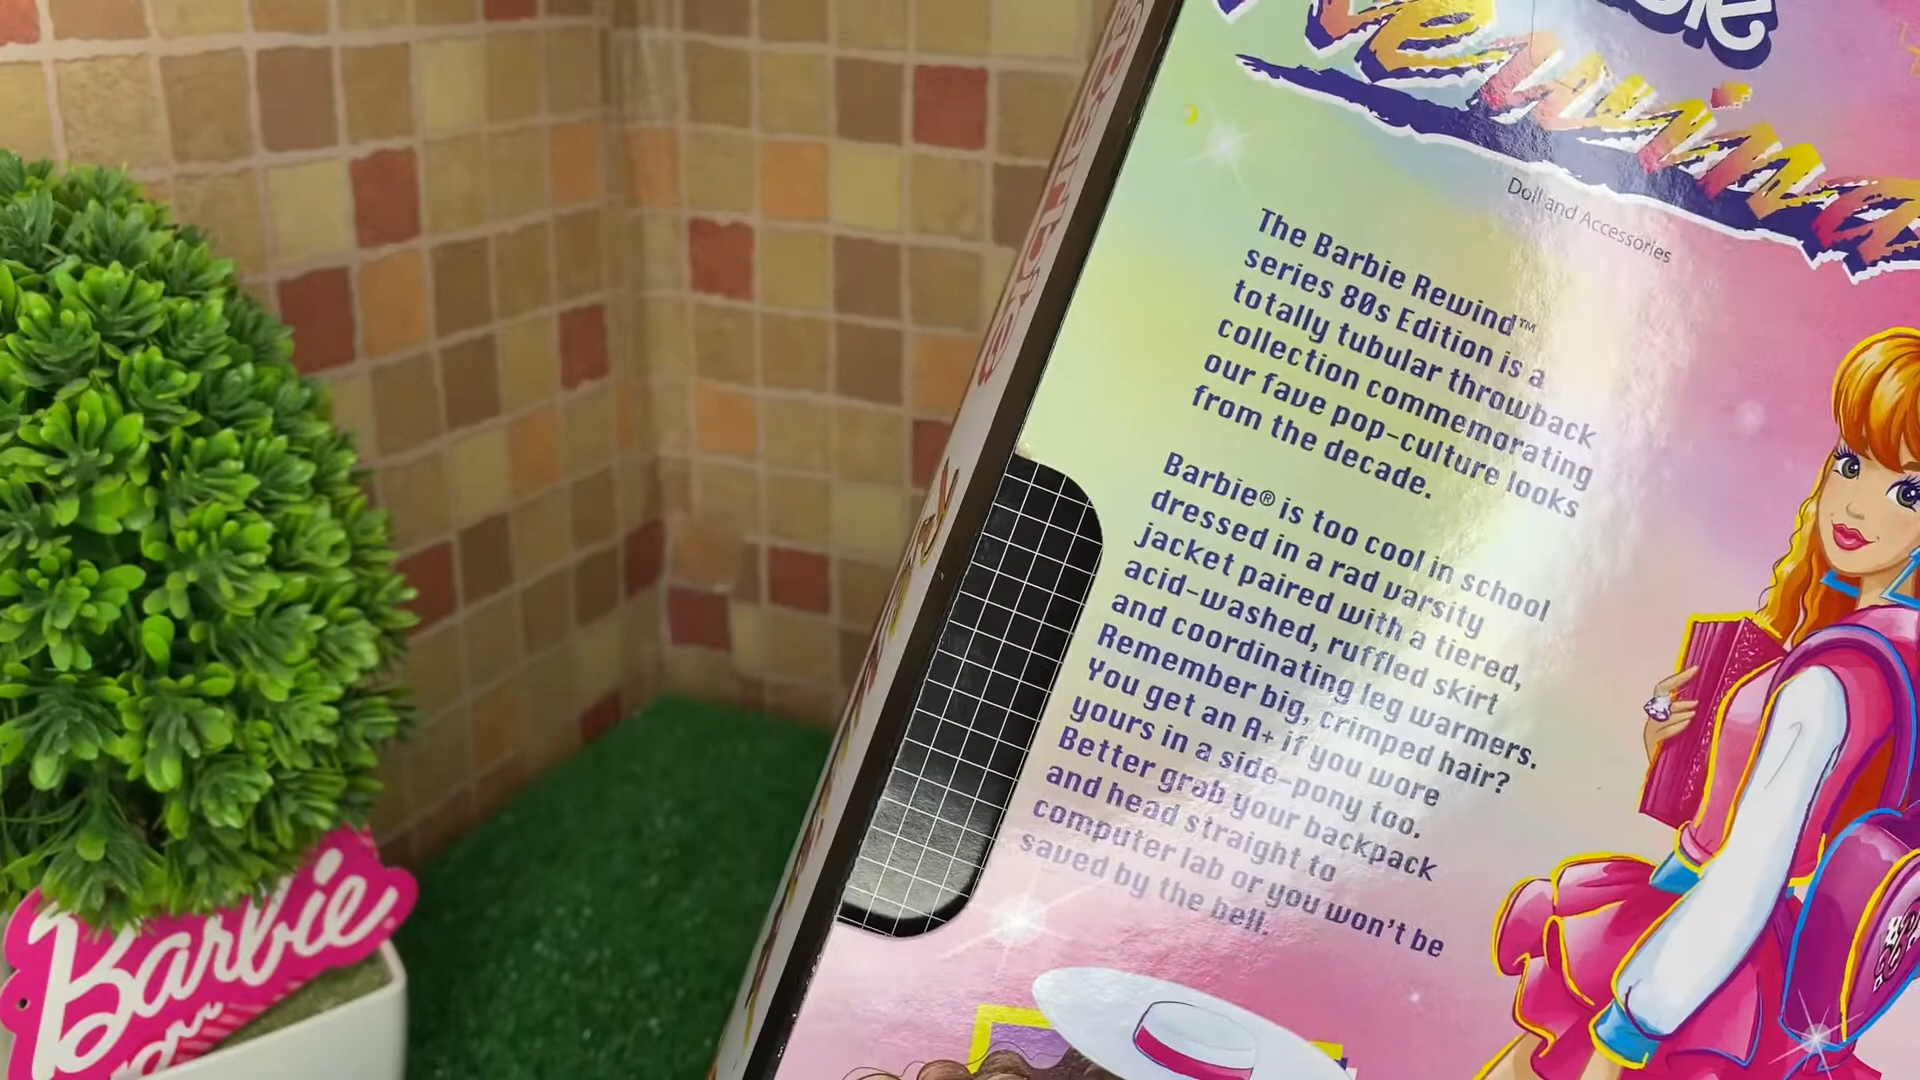 Rewind
Doll and Accessories
The Barbie Rewind™
series 80s Edition is a
totally tubular throwback
collection commemorating
our fave pop-culture looks
from the decade.
Barbie® is too cool in school
dressed in a rad varsity
jacket paired with a tiered,
acid-washed, ruffled skirt
and coordinating leg warmers.
Remember big, crimped hair?
You get an A+ if you wore
yours in a side-pony too.
Better grab your backpack
and head straight to
computer lab or you won't be
saved by the bell.
Barbie